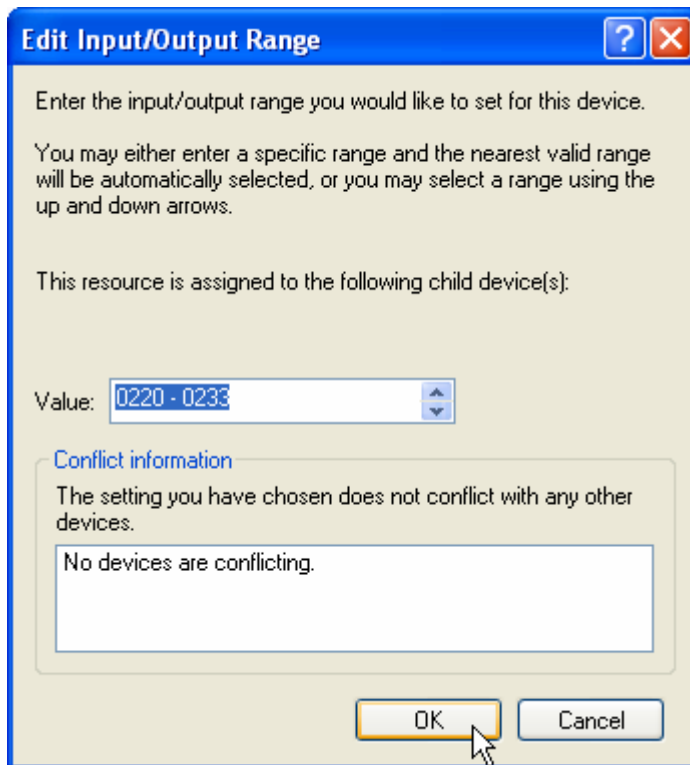 Edit Input/Output Range
Enter the input/output range you would like to set for this device.
You may either enter a specific range and the nearest valid range
will be automatically selected, or you may select a range using the
up and down arrows.
This resource is assigned to the following child device(s):
Value: 0220 - 0233
Conflict information
The setting you have chosen does not conflict with any other
devices.
No devices are conflicting.
OK Cancel